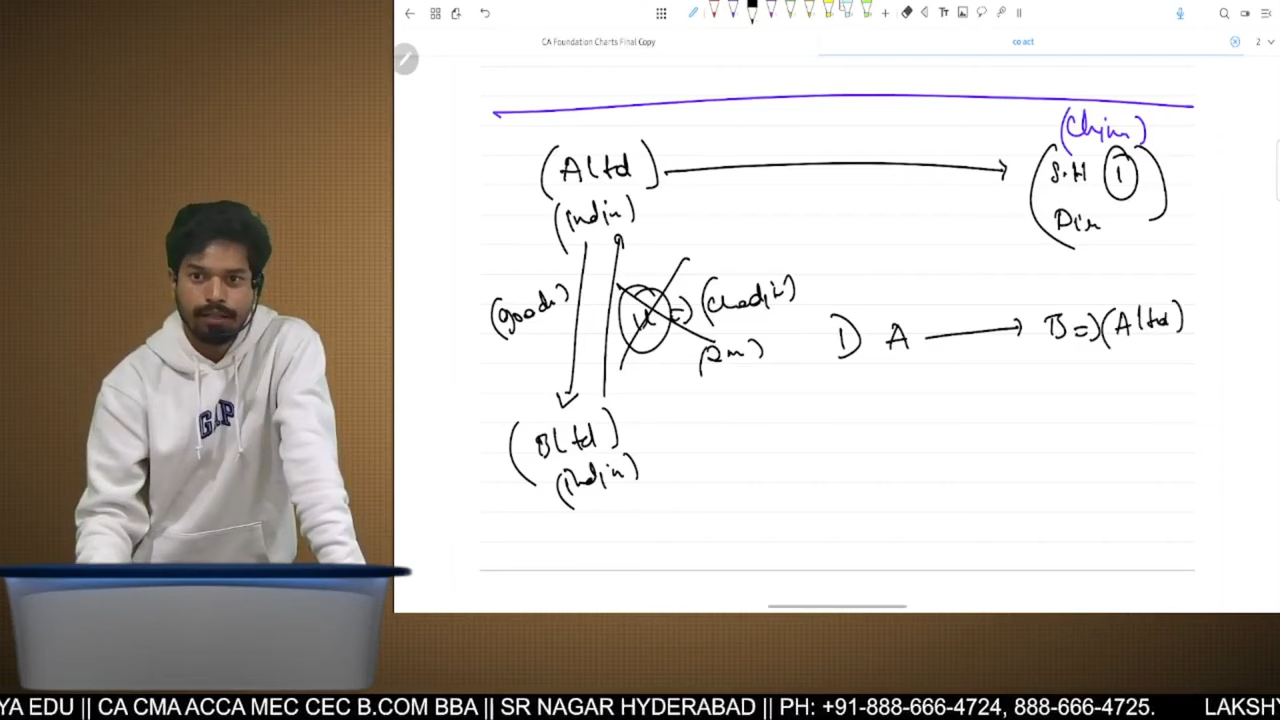 CA Foundation Charts Final Copy
co act
2
(China)
(A Ltd)
S.H 1
(India)
Dir
(goods)
D A B => (A Ltd)
(B Ltd)
(India)
GAP
YA EDU || CA CMA ACCA MEC CEC B.COM BBA || SR NAGAR HYDERABAD || PH: +91-888-666-4724, 888-666-4725. LAKSHY